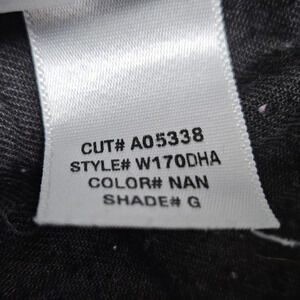 CUT# A05338
STYLE# W170DHA
COLOR# NAN
SHADE# G